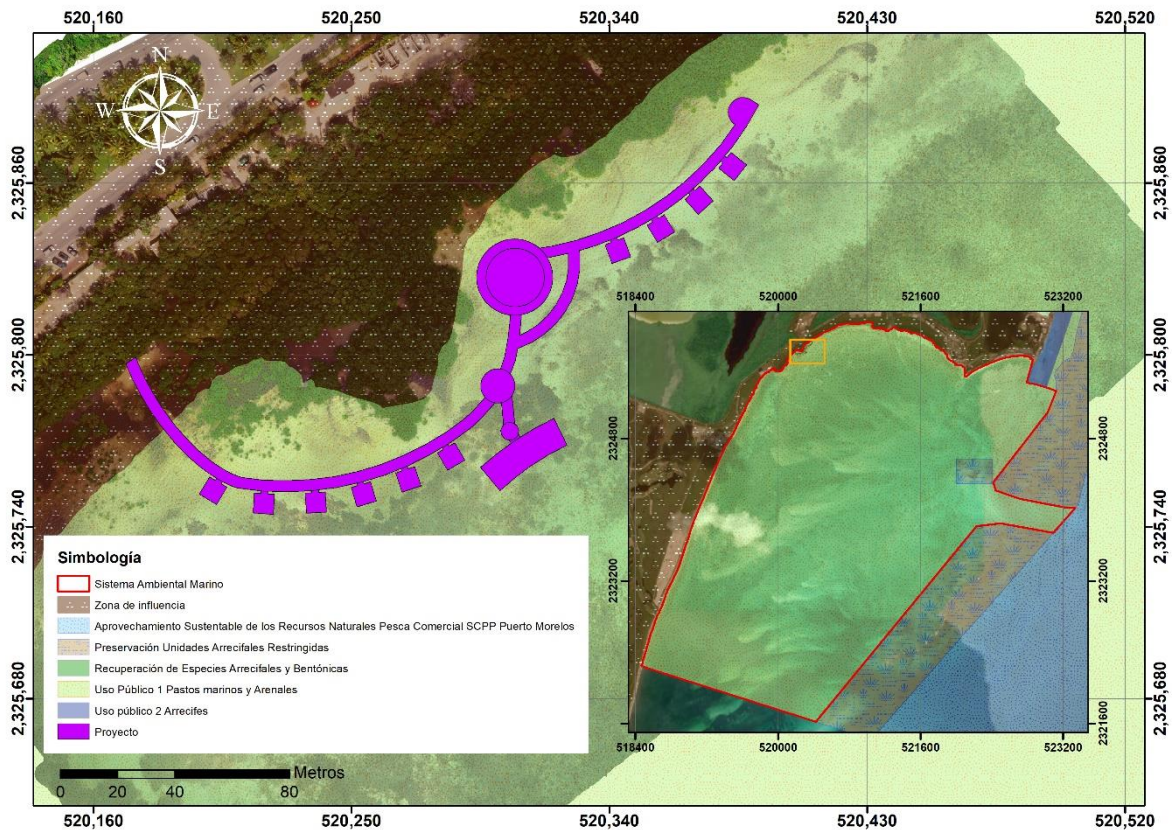 520,160 520,250 520,340 520,430 520,520
N
W E
S
2,325,860 2,325,860
518400 520000 521600 523200
2,325,800 2,325,800
2324800 2324800
2,325,740 2,325,740
Simbología
Sistema Ambiental Marino
Zona de influencia
2323200 2323200
Aprovechamiento Sustentable de los Recursos Naturales Pesca Comercial SCPP Puerto Morelos
Preservación Unidades Arrecifales Restringidas
Recuperación de Especies Arrecifales y Bentónicas
2,325,680 2,325,680
Uso Público 1 Pastos marinos y Arenales
Uso público 2 Arrecifes
2321600 2321600
Proyecto
518400 520000 521600 523200
Metros
0 20 40 80
520,160 520,250 520,340 520,430 520,520